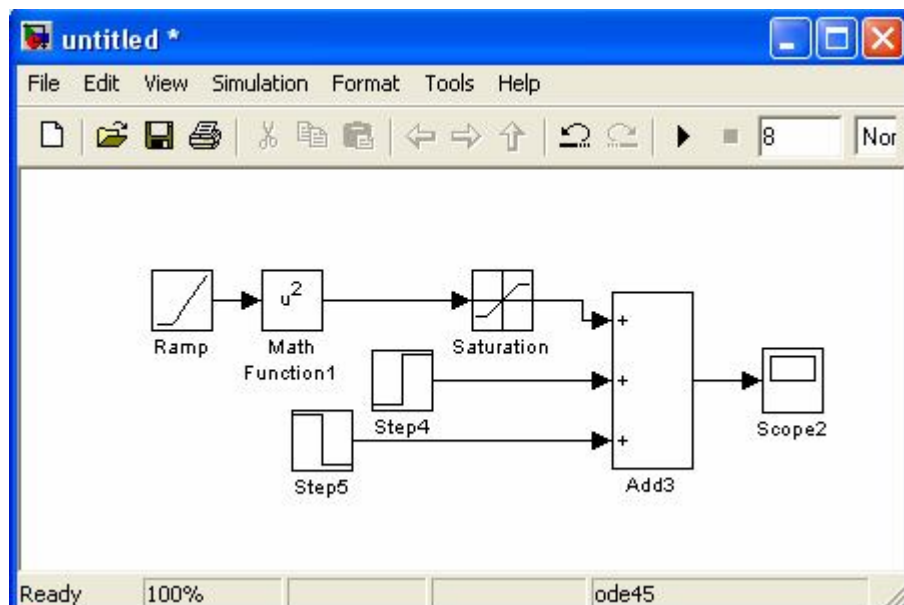 untitled *
File Edit View Simulation Format Tools Help
8 Nor
u2
Ramp
Math
Function1
Saturation
+
+
+
Step4
Step5
Add3
Scope2
Ready 100% ode45